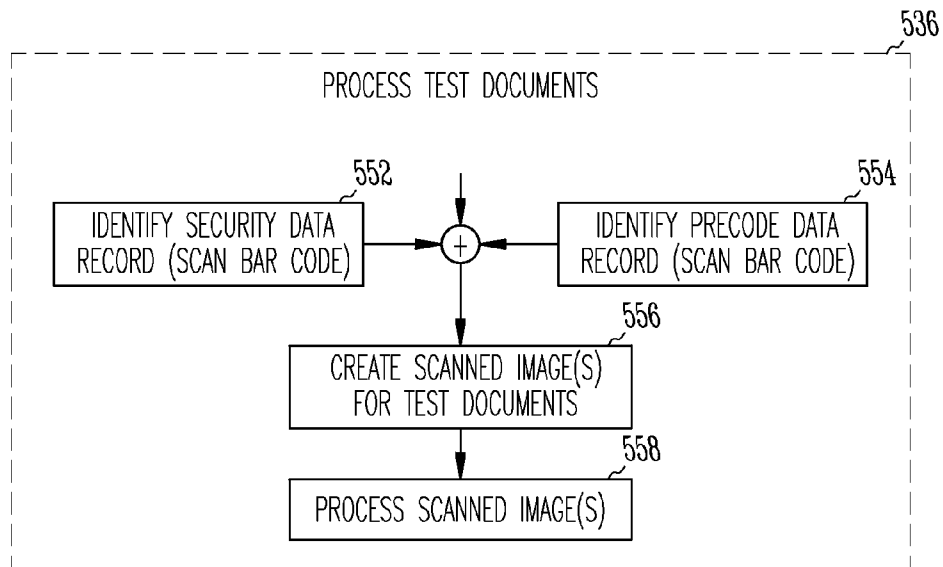 536
PROCESS TEST DOCUMENTS
552
IDENTIFY SECURITY DATA
RECORD (SCAN BAR CODE)
+
554
IDENTIFY PRECODE DATA
RECORD (SCAN BAR CODE)
556
CREATE SCANNED IMAGE(S)
FOR TEST DOCUMENTS
558
PROCESS SCANNED IMAGE(S)